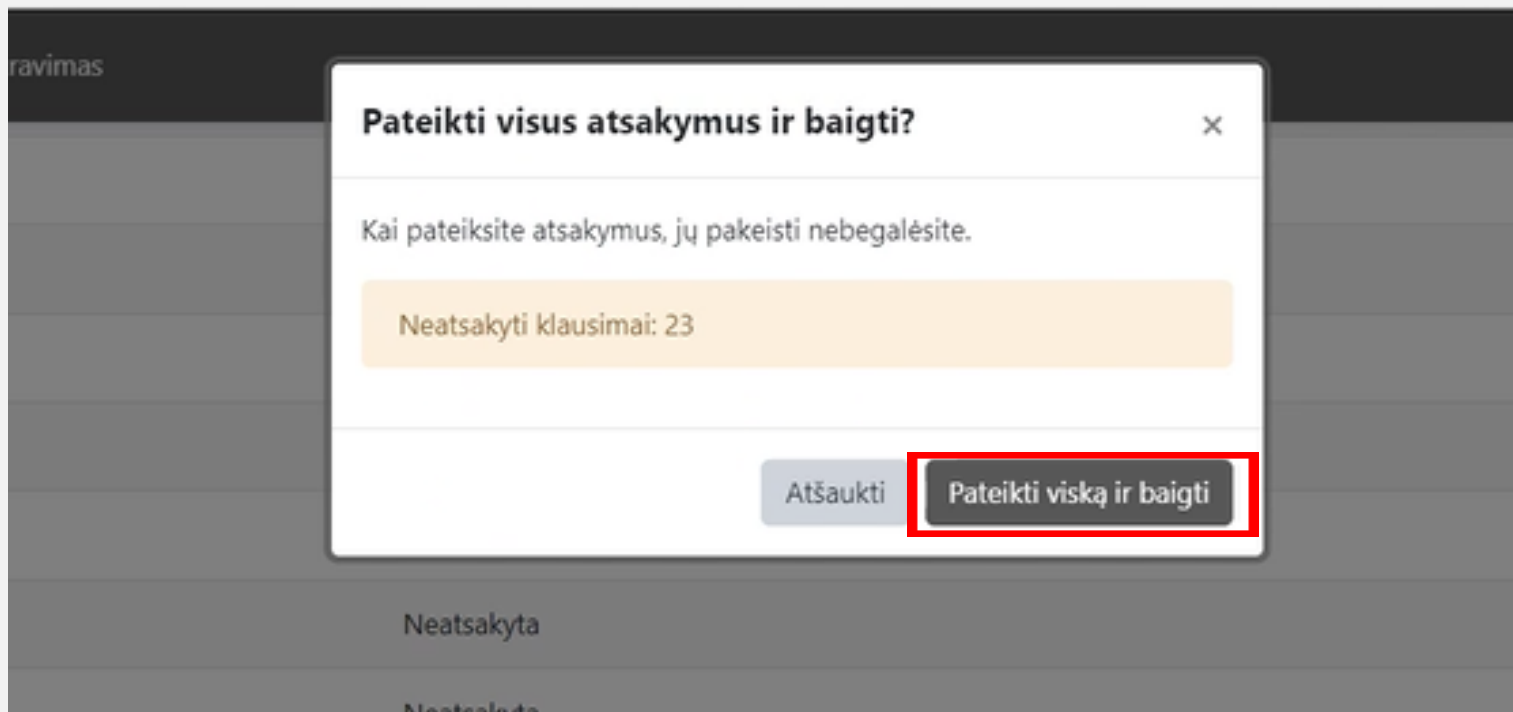 ravimas
Pateikti visus atsakymus ir baigti?
×
Kai pateiksite atsakymus, jų pakeisti nebegalėsite.
Neatsakyti klausimai: 23
Atšaukti
Pateikti viską ir baigti
Neatsakyta
Neatsakyta